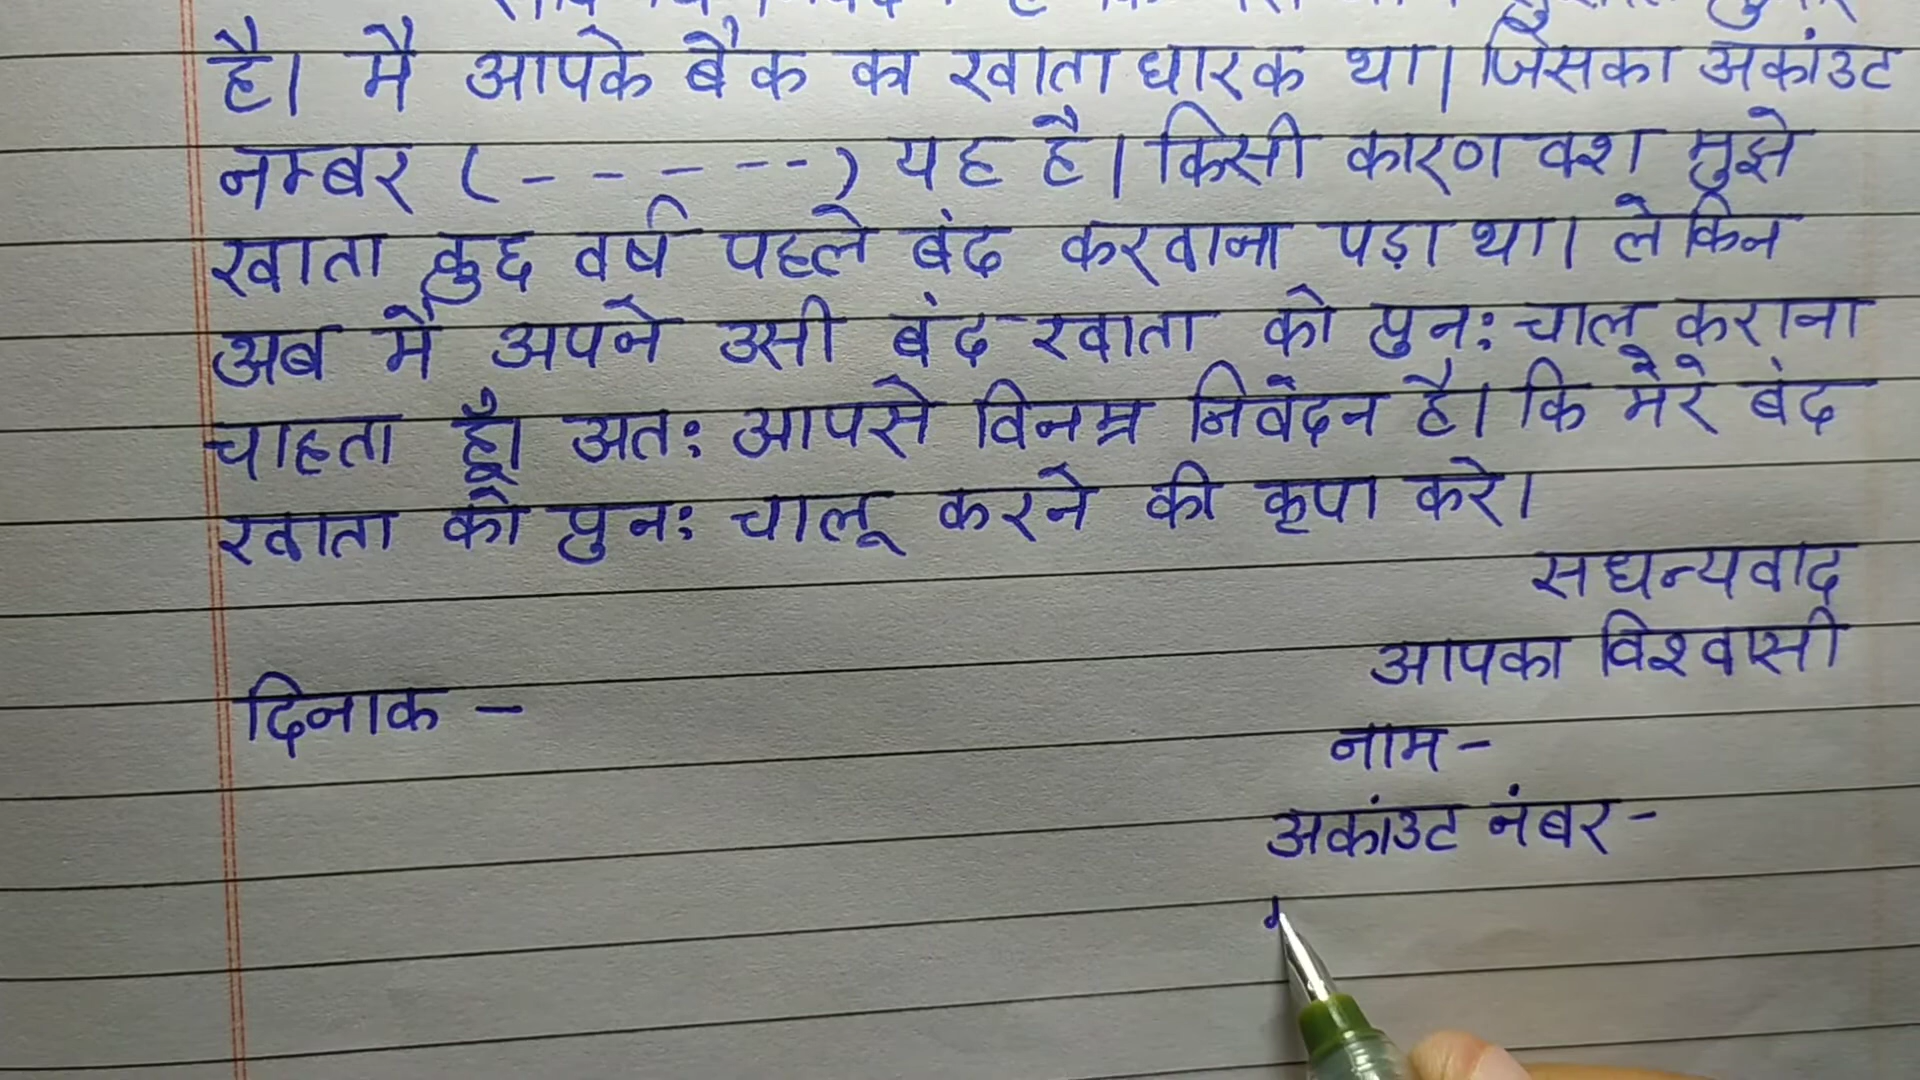 है। मै आपके बैक का खाता धारक था। जिसका अकांउट
नम्बर (------) यह है। किसी कारण वश मुझे
खाता कुछ वर्ष पहले बंद करवाना पड़ा था। लेकिन
अब मैं अपने उसी बंद खाता को पुन: चालू कराना
चाहता हूँ। अत: आपसे विनम्र निवेदन है। कि मेरे बंद
खाता को पुन: चालू करने की कृपा करे।
सधन्यवाद
आपका विश्वासी
दिनाक -
नाम -
अकांउट नंबर -